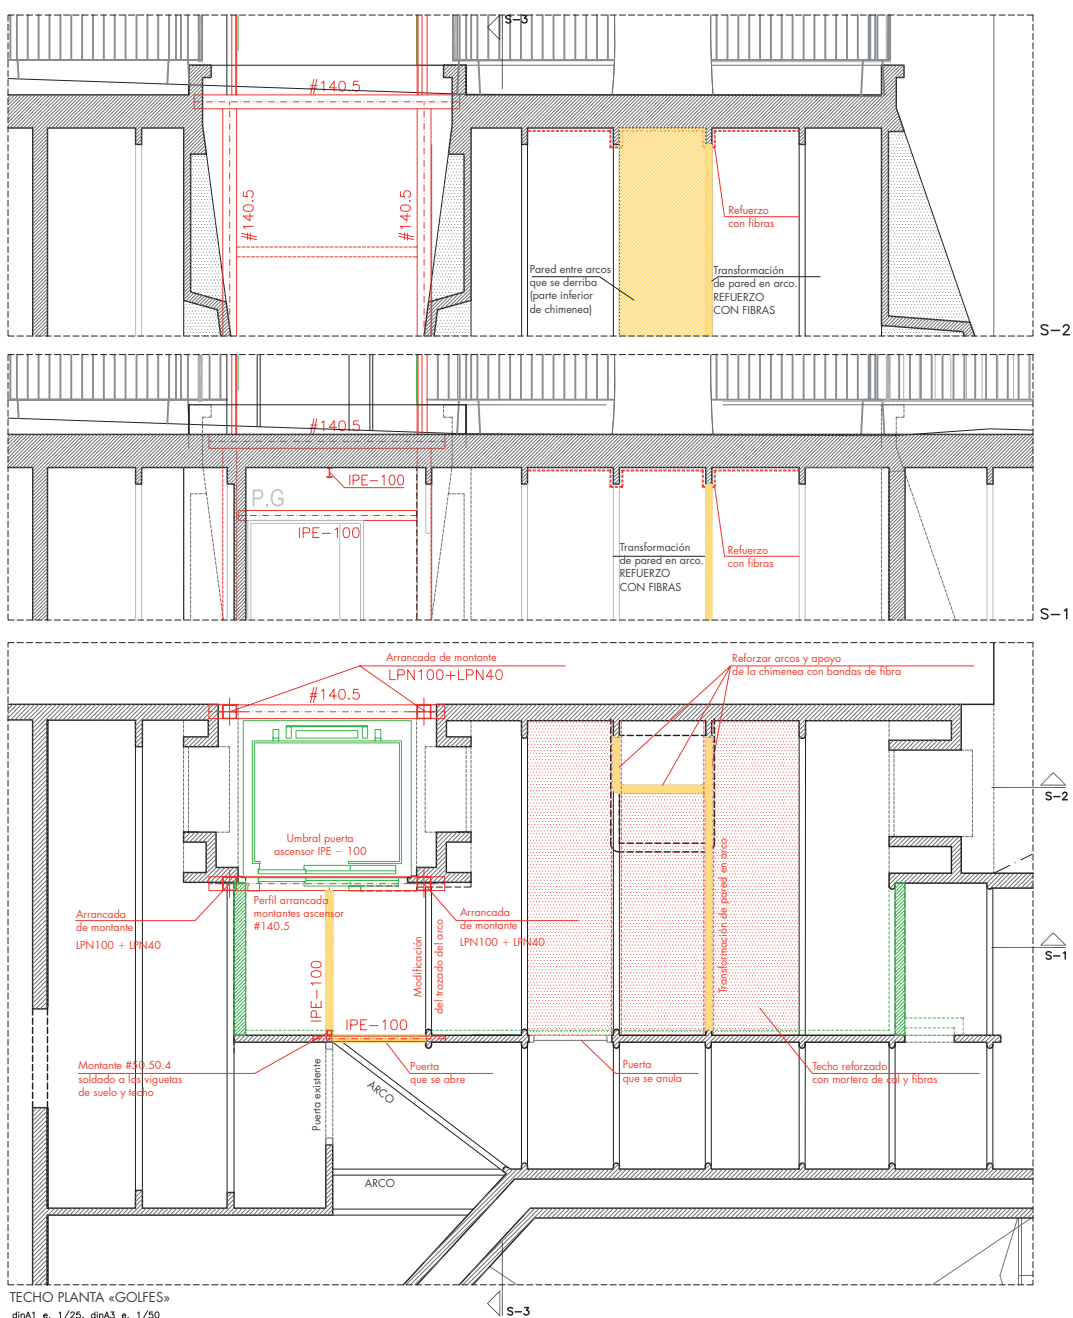 S-3
#140.5
#140.5
#140.5
Refuerzo
con fibras
Pared entre arcos
que se derriba
(parte inferior
de chimenea)
Transformación
de pared en arco.
REFUERZO
CON FIBRAS
S-2
#140.5
IPE-100
P.G
IPE-100
Transformación
de pared en arco.
REFUERZO
CON FIBRAS
Refuerzo
con fibras
S-1
Arrancada de montante
LPN100+LPN40
#140.5
Reforzar arcos y apoyo
de la chimenea con bandas de fibra
S-2
Umbral puerta
ascensor IPE - 100
Perfil arrancada
montantes ascensor
#140.5
Arrancada
de montante
LPN100 + LPN40
Arrancada
de montante
LPN100 + LPN40
Modificación
del trazado del arco
Transformación de pared en arco
S-1
IPE-100
IPE-100
Montante #50.50.4
soldado a las viguetas
de suelo y techo
Puerta existente
ARCO
Puerta
que se abre
Puerta
que se anula
Techo reforzado
con mortero de cal y fibras
ARCO
TECHO PLANTA «GOLFES»
dinA1 e. 1/25, dinA3 e. 1/50
S-3